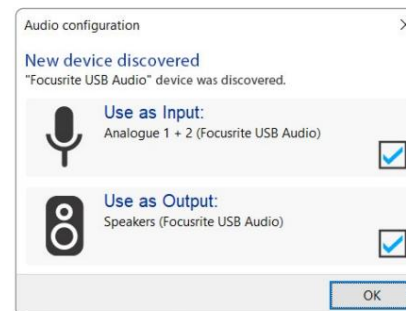 Audio configuration
New device discovered
"Focusrite USB Audio" device was discovered.
Use as Input:
Analogue 1 + 2 (Focusrite USB Audio)
Use as Output:
Speakers (Focusrite USB Audio)
OK